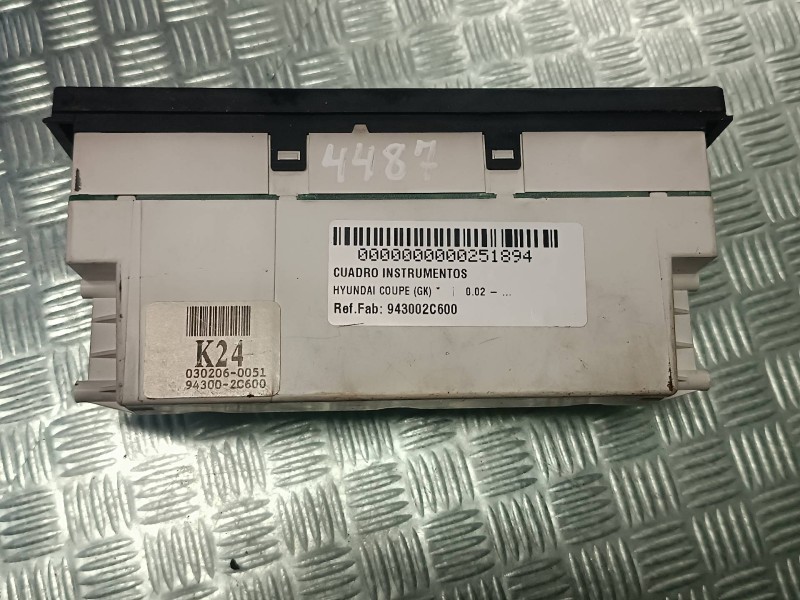 4487
0000000000251894
CUADRO INSTRUMENTOS
HYUNDAI COUPE (GK) * | 0.02 - ...
Ref.Fab: 943002C600
K24
030206-0051
94300-2C600